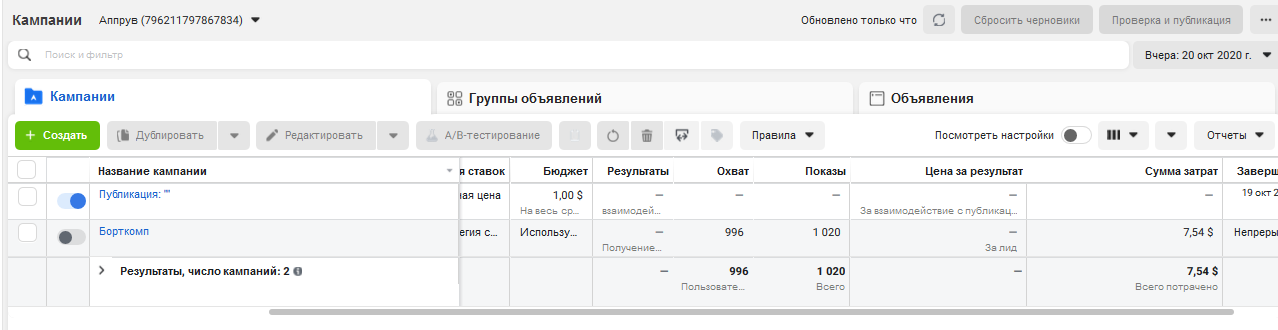 Кампании Аппрув (796211797867834) Обновлено только что Сбросить черновики Проверка и публикация
Поиск и фильтр Вчера: 20 окт 2020 г.
Кампании Группы объявлений Объявления
+ Создать Дублировать Редактировать A/B-тестирование Правила Посмотреть настройки Отчеты
Название кампании я ставок Бюджет Результаты Охват Показы Цена за результат Сумма затрат Заверш
Публикация: "" ная цена 1,00 $ — — — — — 19 окт 2
На весь ср... взаимодей... За взаимодействие с публикац...
Борткомп егия с... Использу... — 996 1 020 — 7,54 $ Непреры
Получение... За лид
Результаты, число кампаний: 2 — 996 1 020 — 7,54 $
Пользовате... Всего Всего потрачено